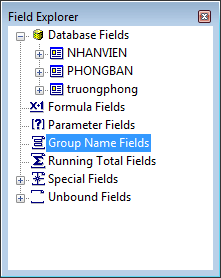 Field Explorer
Database Fields
NHANVIEN
PHONGBAN
truongphong
Formula Fields
Parameter Fields
Group Name Fields
Running Total Fields
Special Fields
Unbound Fields